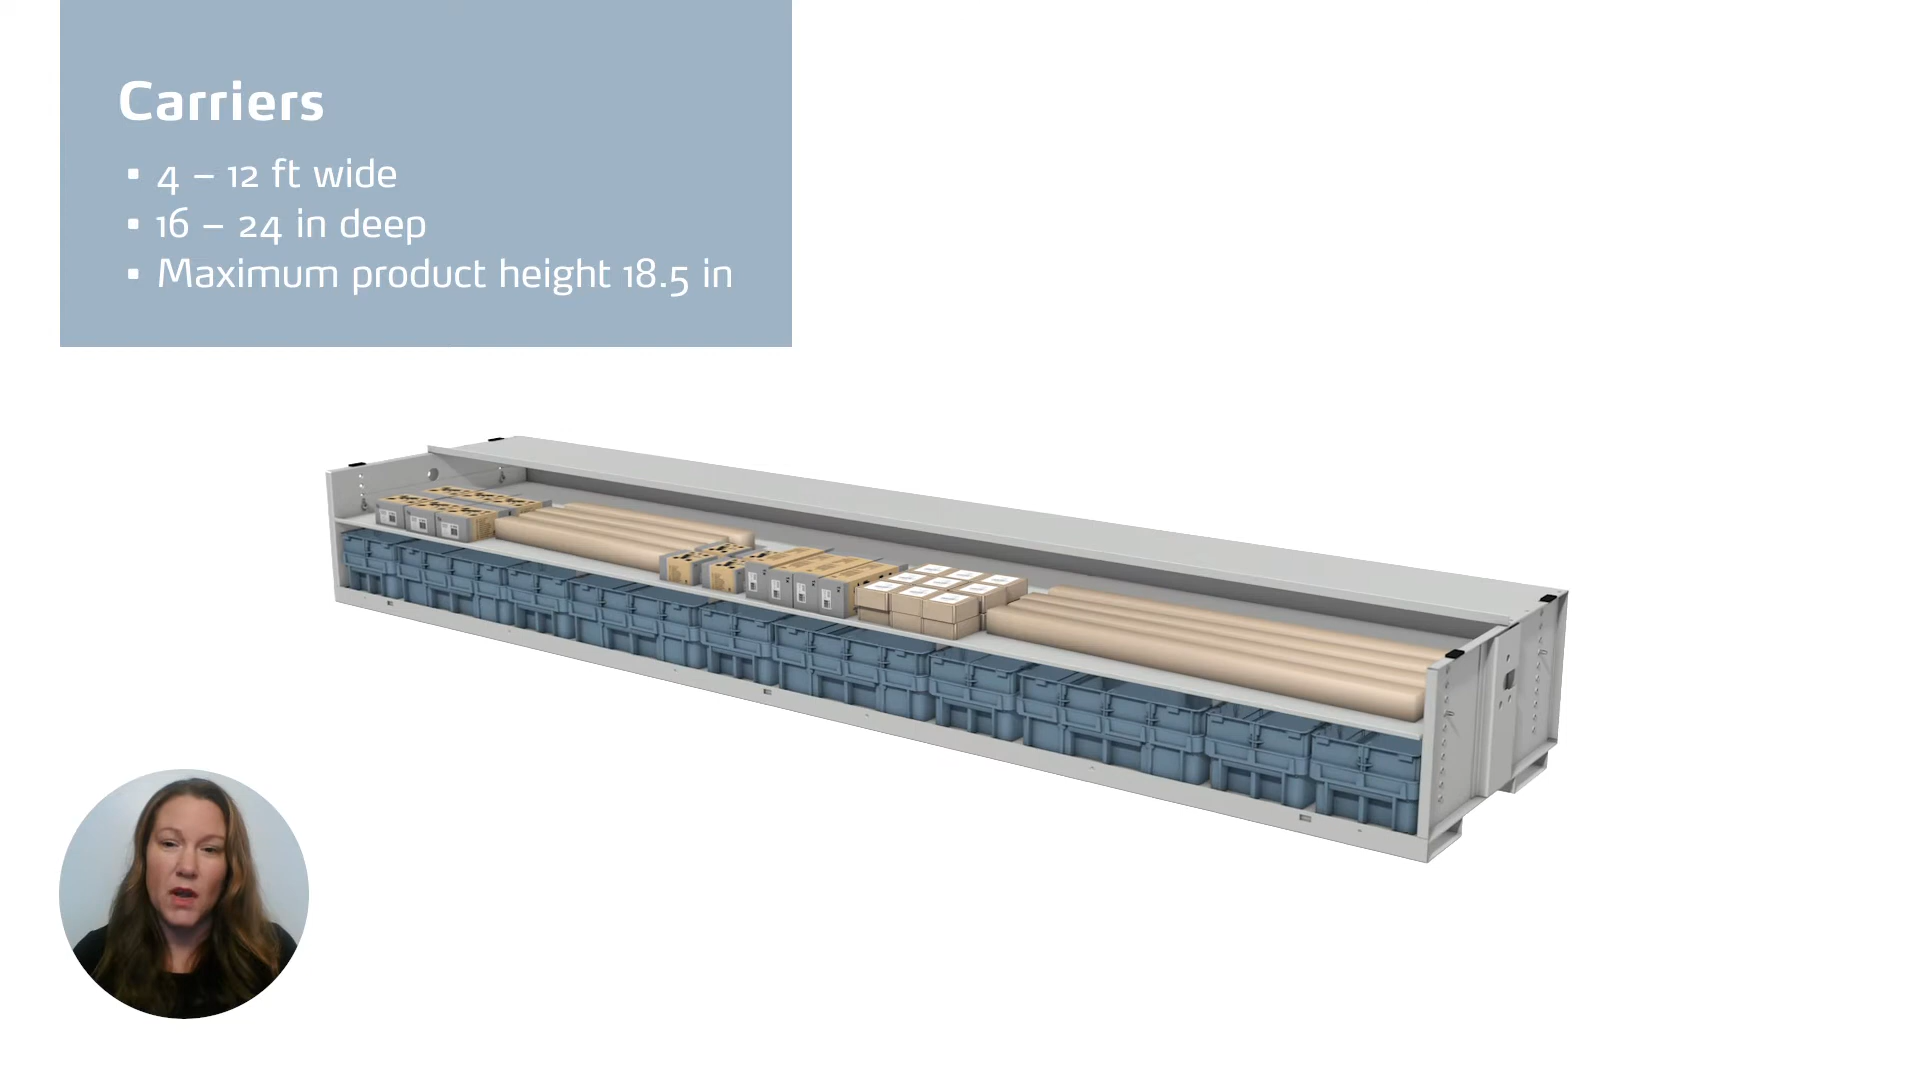 Carriers
▪ 4 – 12 ft wide
▪ 16 – 24 in deep
▪ Maximum product height 18.5 in